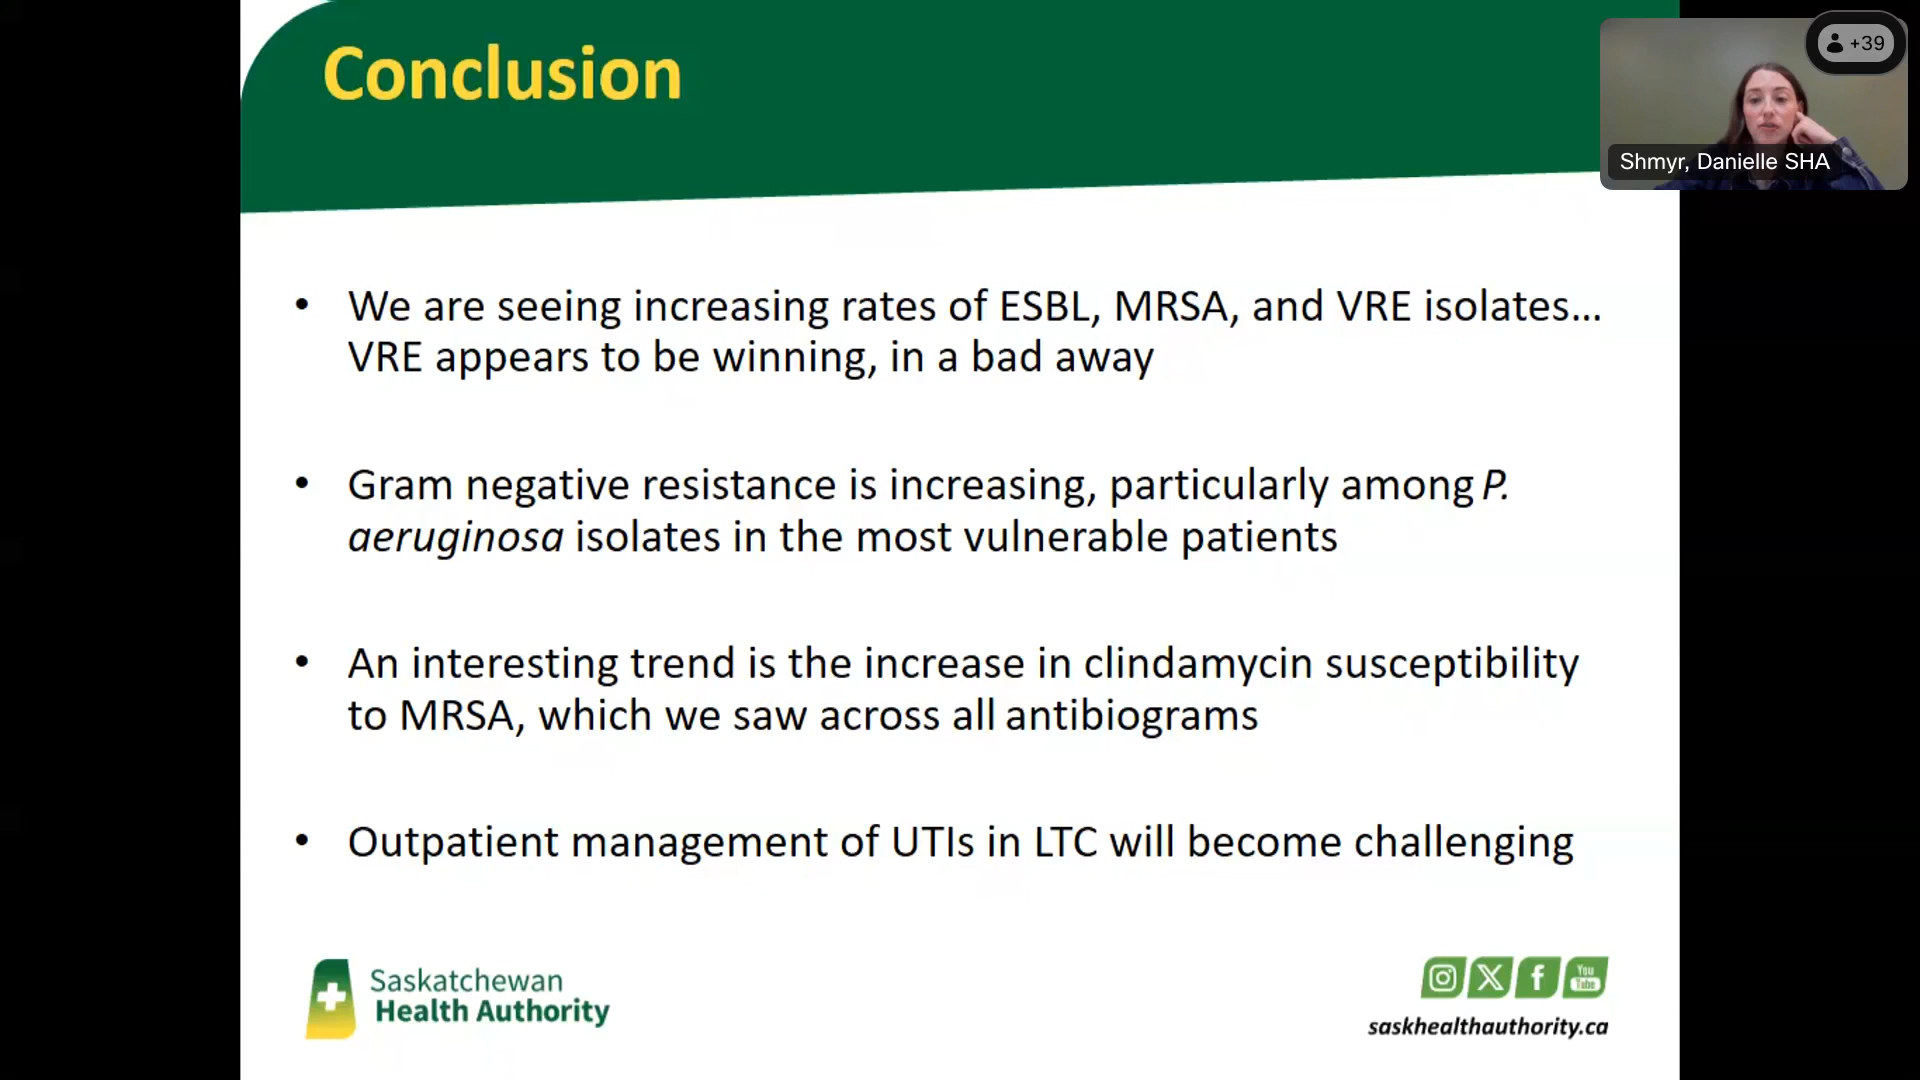 Conclusion
+39
Shmyr, Danielle SHA
• We are seeing increasing rates of ESBL, MRSA, and VRE isolates...
VRE appears to be winning, in a bad away
• Gram negative resistance is increasing, particularly among P.
aeruginosa isolates in the most vulnerable patients
• An interesting trend is the increase in clindamycin susceptibility
to MRSA, which we saw across all antibiograms
• Outpatient management of UTIs in LTC will become challenging
Saskatchewan
Health Authority
You
Tube
saskhealthauthority.ca